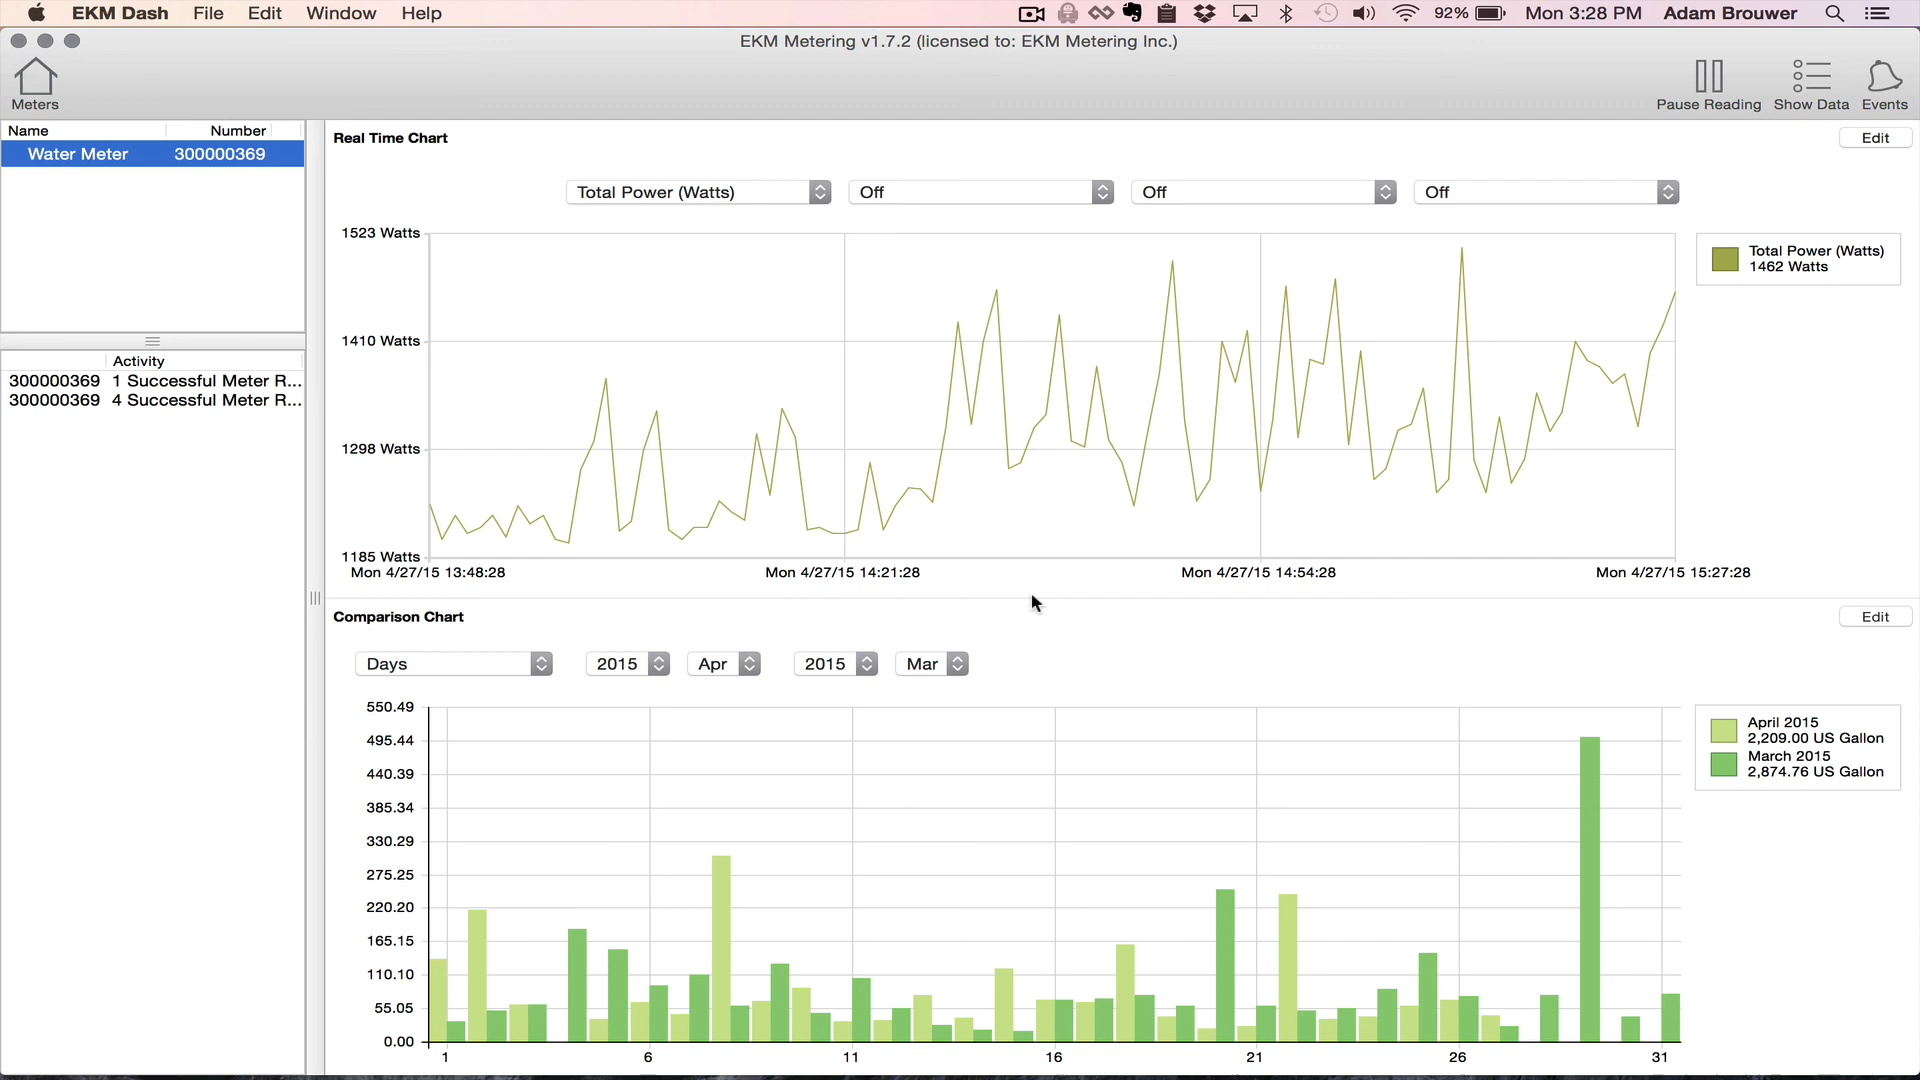 EKM Dash File Edit Window Help 92% Mon 3:28 PM Adam Brouwer
EKM Metering v1.7.2 (licensed to: EKM Metering Inc.)
Meters Pause Reading Show Data Events
Name Number
Water Meter 300000369
Activity
300000369 1 Successful Meter R...
300000369 4 Successful Meter R...
Real Time Chart Edit
Total Power (Watts) Off Off Off
1523 Watts
1410 Watts
1298 Watts
1185 Watts
Mon 4/27/15 13:48:28 Mon 4/27/15 14:21:28 Mon 4/27/15 14:54:28 Mon 4/27/15 15:27:28
Total Power (Watts)
1462 Watts
Comparison Chart Edit
Days 2015 Apr 2015 Mar
550.49
495.44
440.39
385.34
330.29
275.25
220.20
165.15
110.10
55.05
0.00
1 6 11 16 21 26 31
April 2015
2,209.00 US Gallon
March 2015
2,874.76 US Gallon